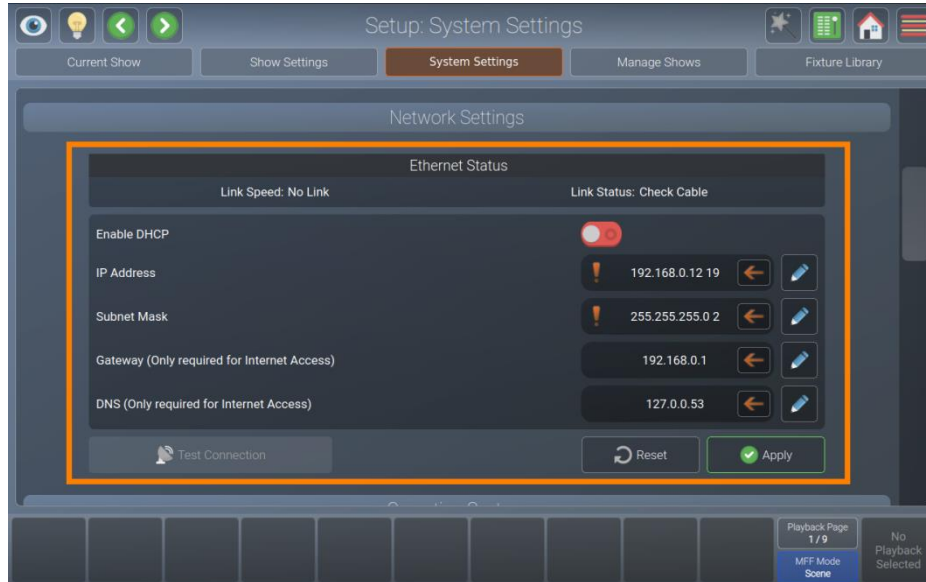 Setup: System Settings
Current Show
Show Settings
System Settings
Manage Shows
Fixture Library
Network Settings
Ethernet Status
Link Speed: No Link
Link Status: Check Cable
Enable DHCP
IP Address
192.168.0.12 19
Subnet Mask
255.255.255.0 2
Gateway (Only required for Internet Access)
192.168.0.1
DNS (Only required for Internet Access)
127.0.0.53
Test Connection
Reset
Apply
Playback Page
1 / 9
MFF Mode
Scene
No
Playback
Selected